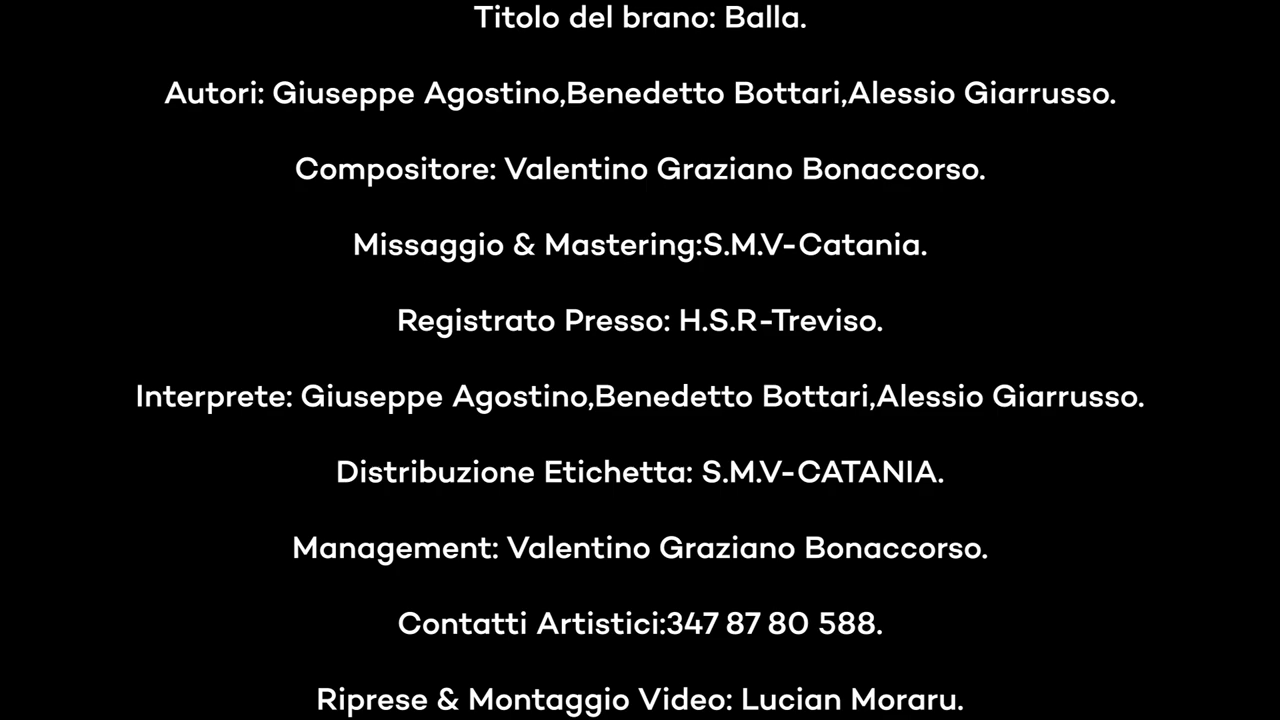 Titolo del brano: Balla.
Autori: Giuseppe Agostino,Benedetto Bottari,Alessio Giarrusso.
Compositore: Valentino Graziano Bonaccorso.
Missaggio & Mastering:S.M.V-Catania.
Registrato Presso: H.S.R-Treviso.
Interprete: Giuseppe Agostino,Benedetto Bottari,Alessio Giarrusso.
Distribuzione Etichetta: S.M.V-CATANIA.
Management: Valentino Graziano Bonaccorso.
Contatti Artistici:347 87 80 588.
Riprese & Montaggio Video: Lucian Moraru.